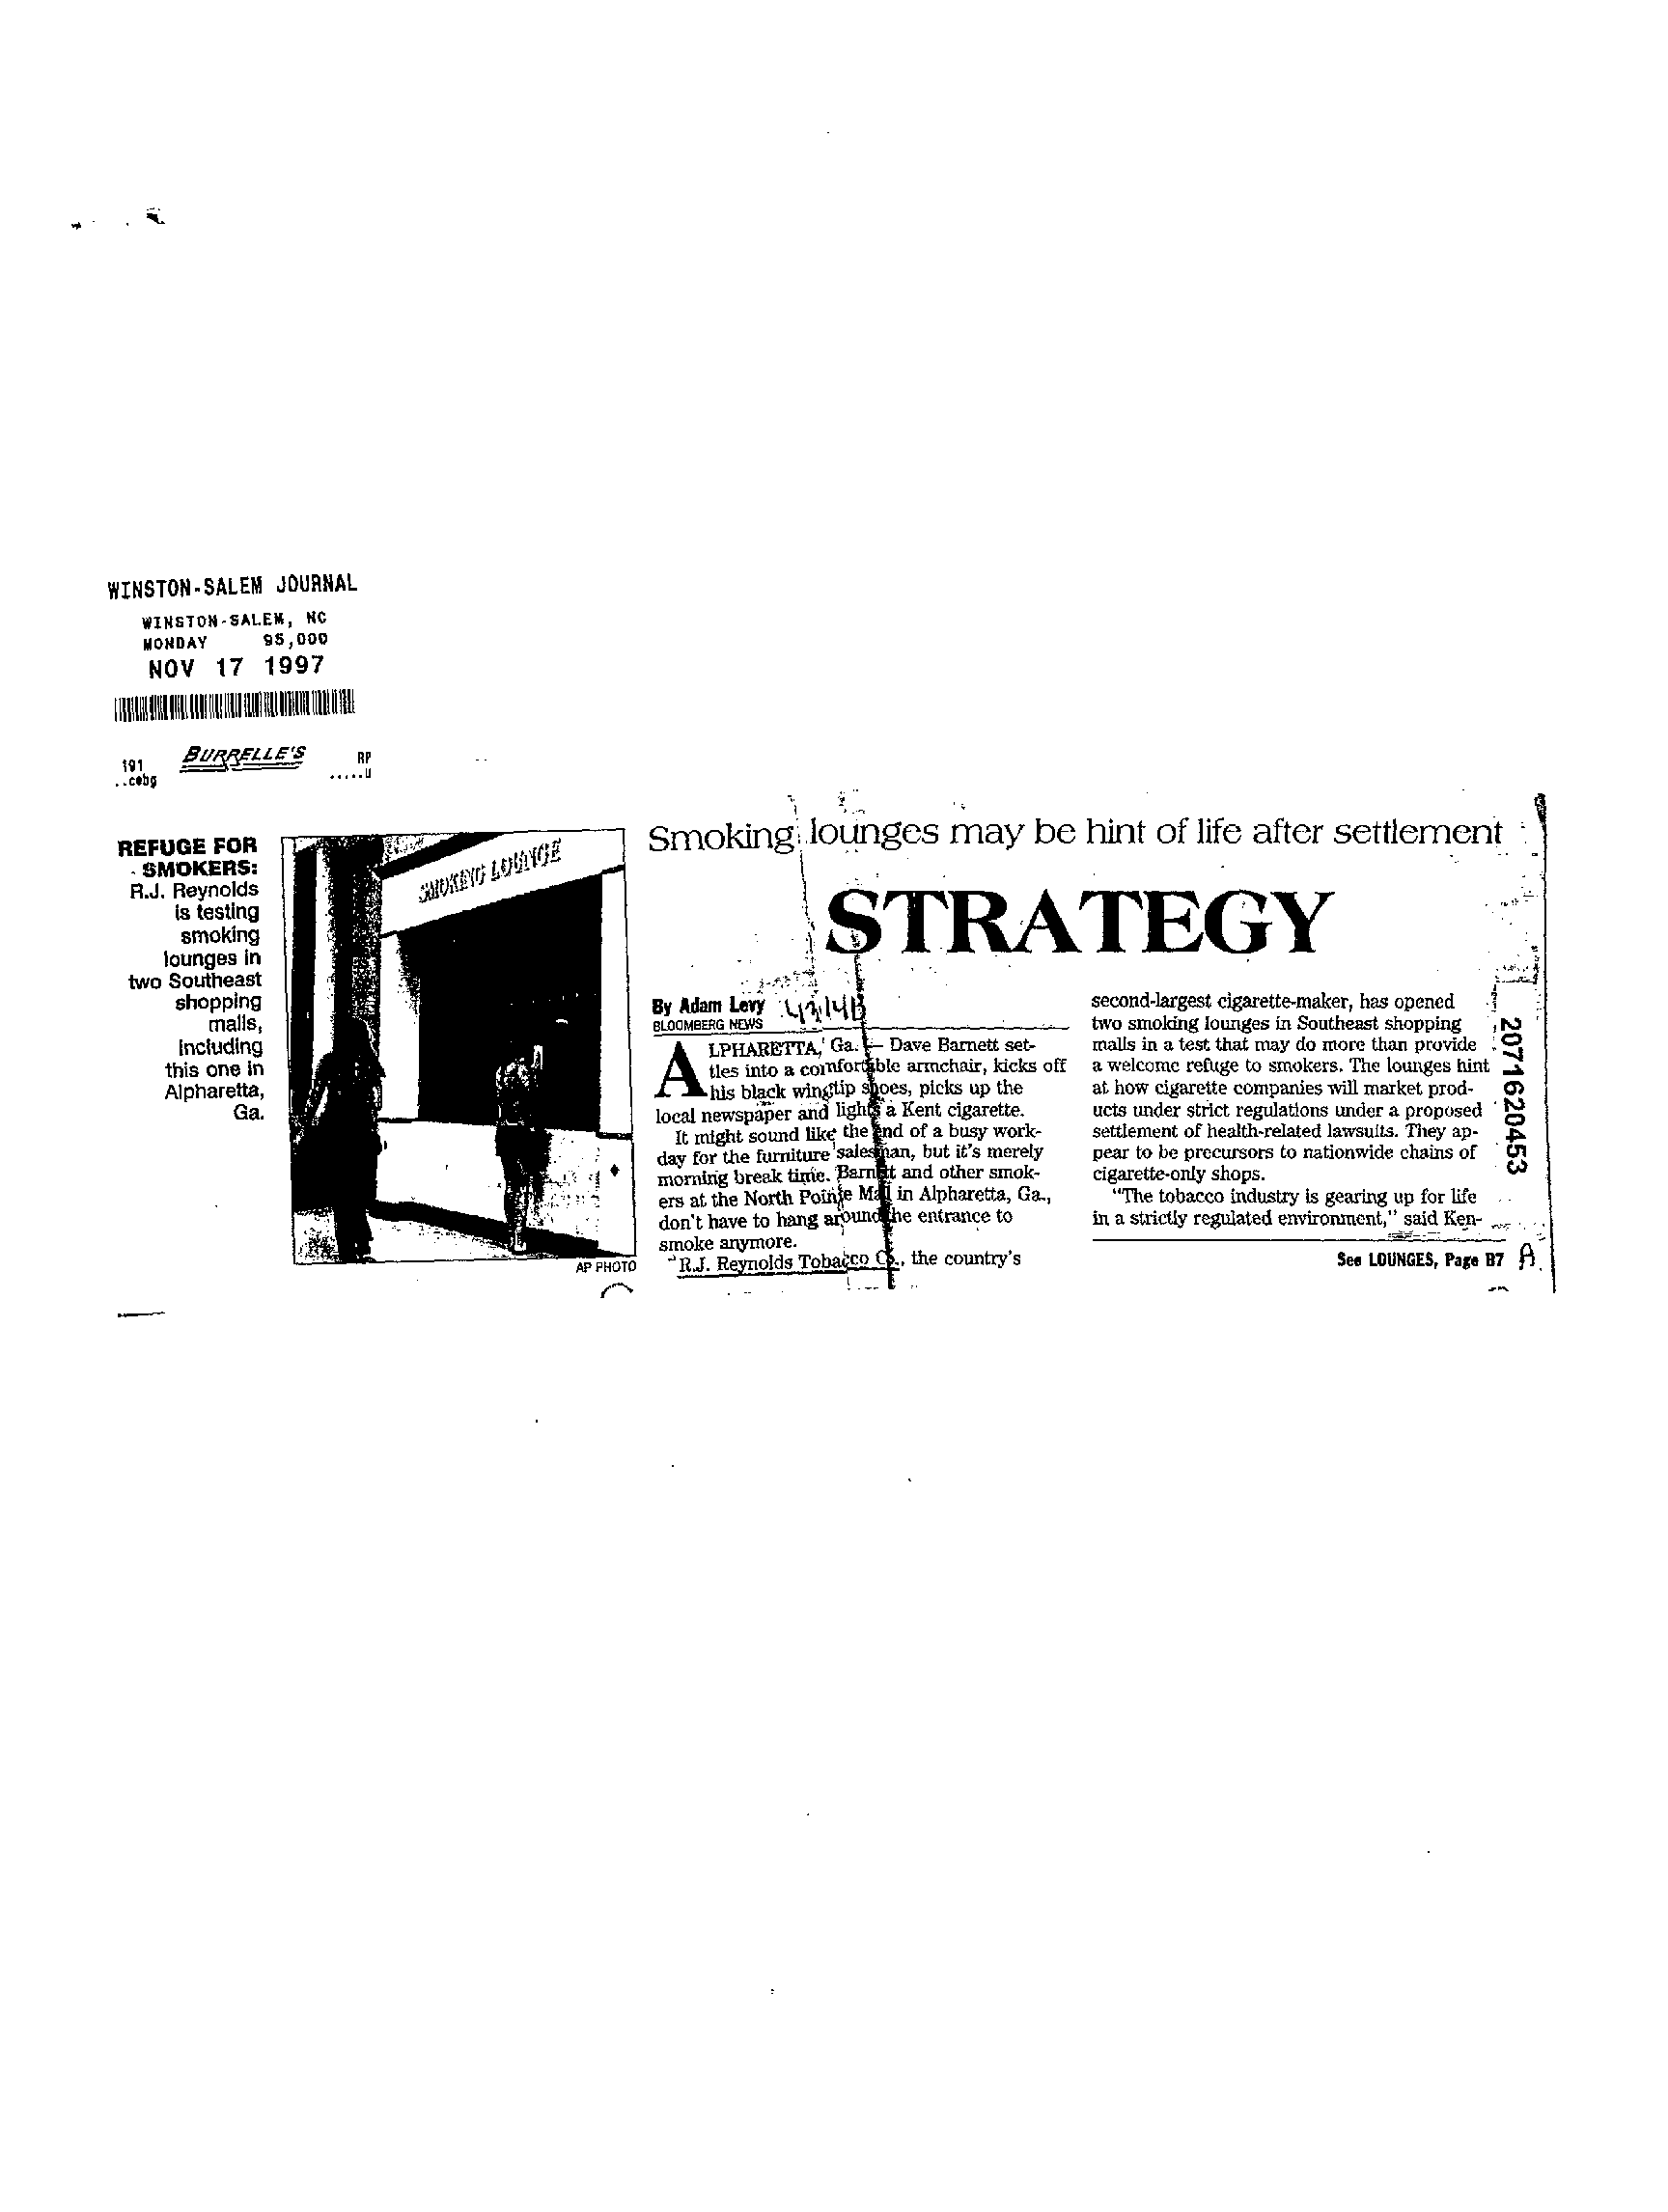 WINSTON-SALEM JOURNAL
WINSTON-SALEM, NC
MONDAY 95,000
NOV 17 1997
191 BURRELLE'S RP
..cebg .....U
REFUGE FOR
SMOKERS:
R.J. Reynolds
is testing
smoking
lounges in
two Southeast
shopping
malls,
including
this one in
Alpharetta,
Ga.
SMOKING LOUNGE
AP PHOTO
Smoking lounges may be hint of life after settlement
STRATEGY
By Adam Levy
BLOOMBERG NEWS
ALPHARETTA, Ga. — Dave Barnett set-
tles into a comfortable armchair, kicks off
his black wingtip shoes, picks up the
local newspaper and lights a Kent cigarette.
It might sound like the end of a busy work-
day for the furniture salesman, but it's merely
morning break time. Barnett and other smok-
ers at the North Pointe Mall in Alpharetta, Ga.,
don't have to hang around the entrance to
smoke anymore.
R.J. Reynolds Tobacco Co., the country's
second-largest cigarette-maker, has opened
two smoking lounges in Southeast shopping
malls in a test that may do more than provide
a welcome refuge to smokers. The lounges hint
at how cigarette companies will market prod-
ucts under strict regulations under a proposed
settlement of health-related lawsuits. They ap-
pear to be precursors to nationwide chains of
cigarette-only shops.
"The tobacco industry is gearing up for life
in a strictly regulated environment," said Ken-
See LOUNGES, Page B7 A
2071620453